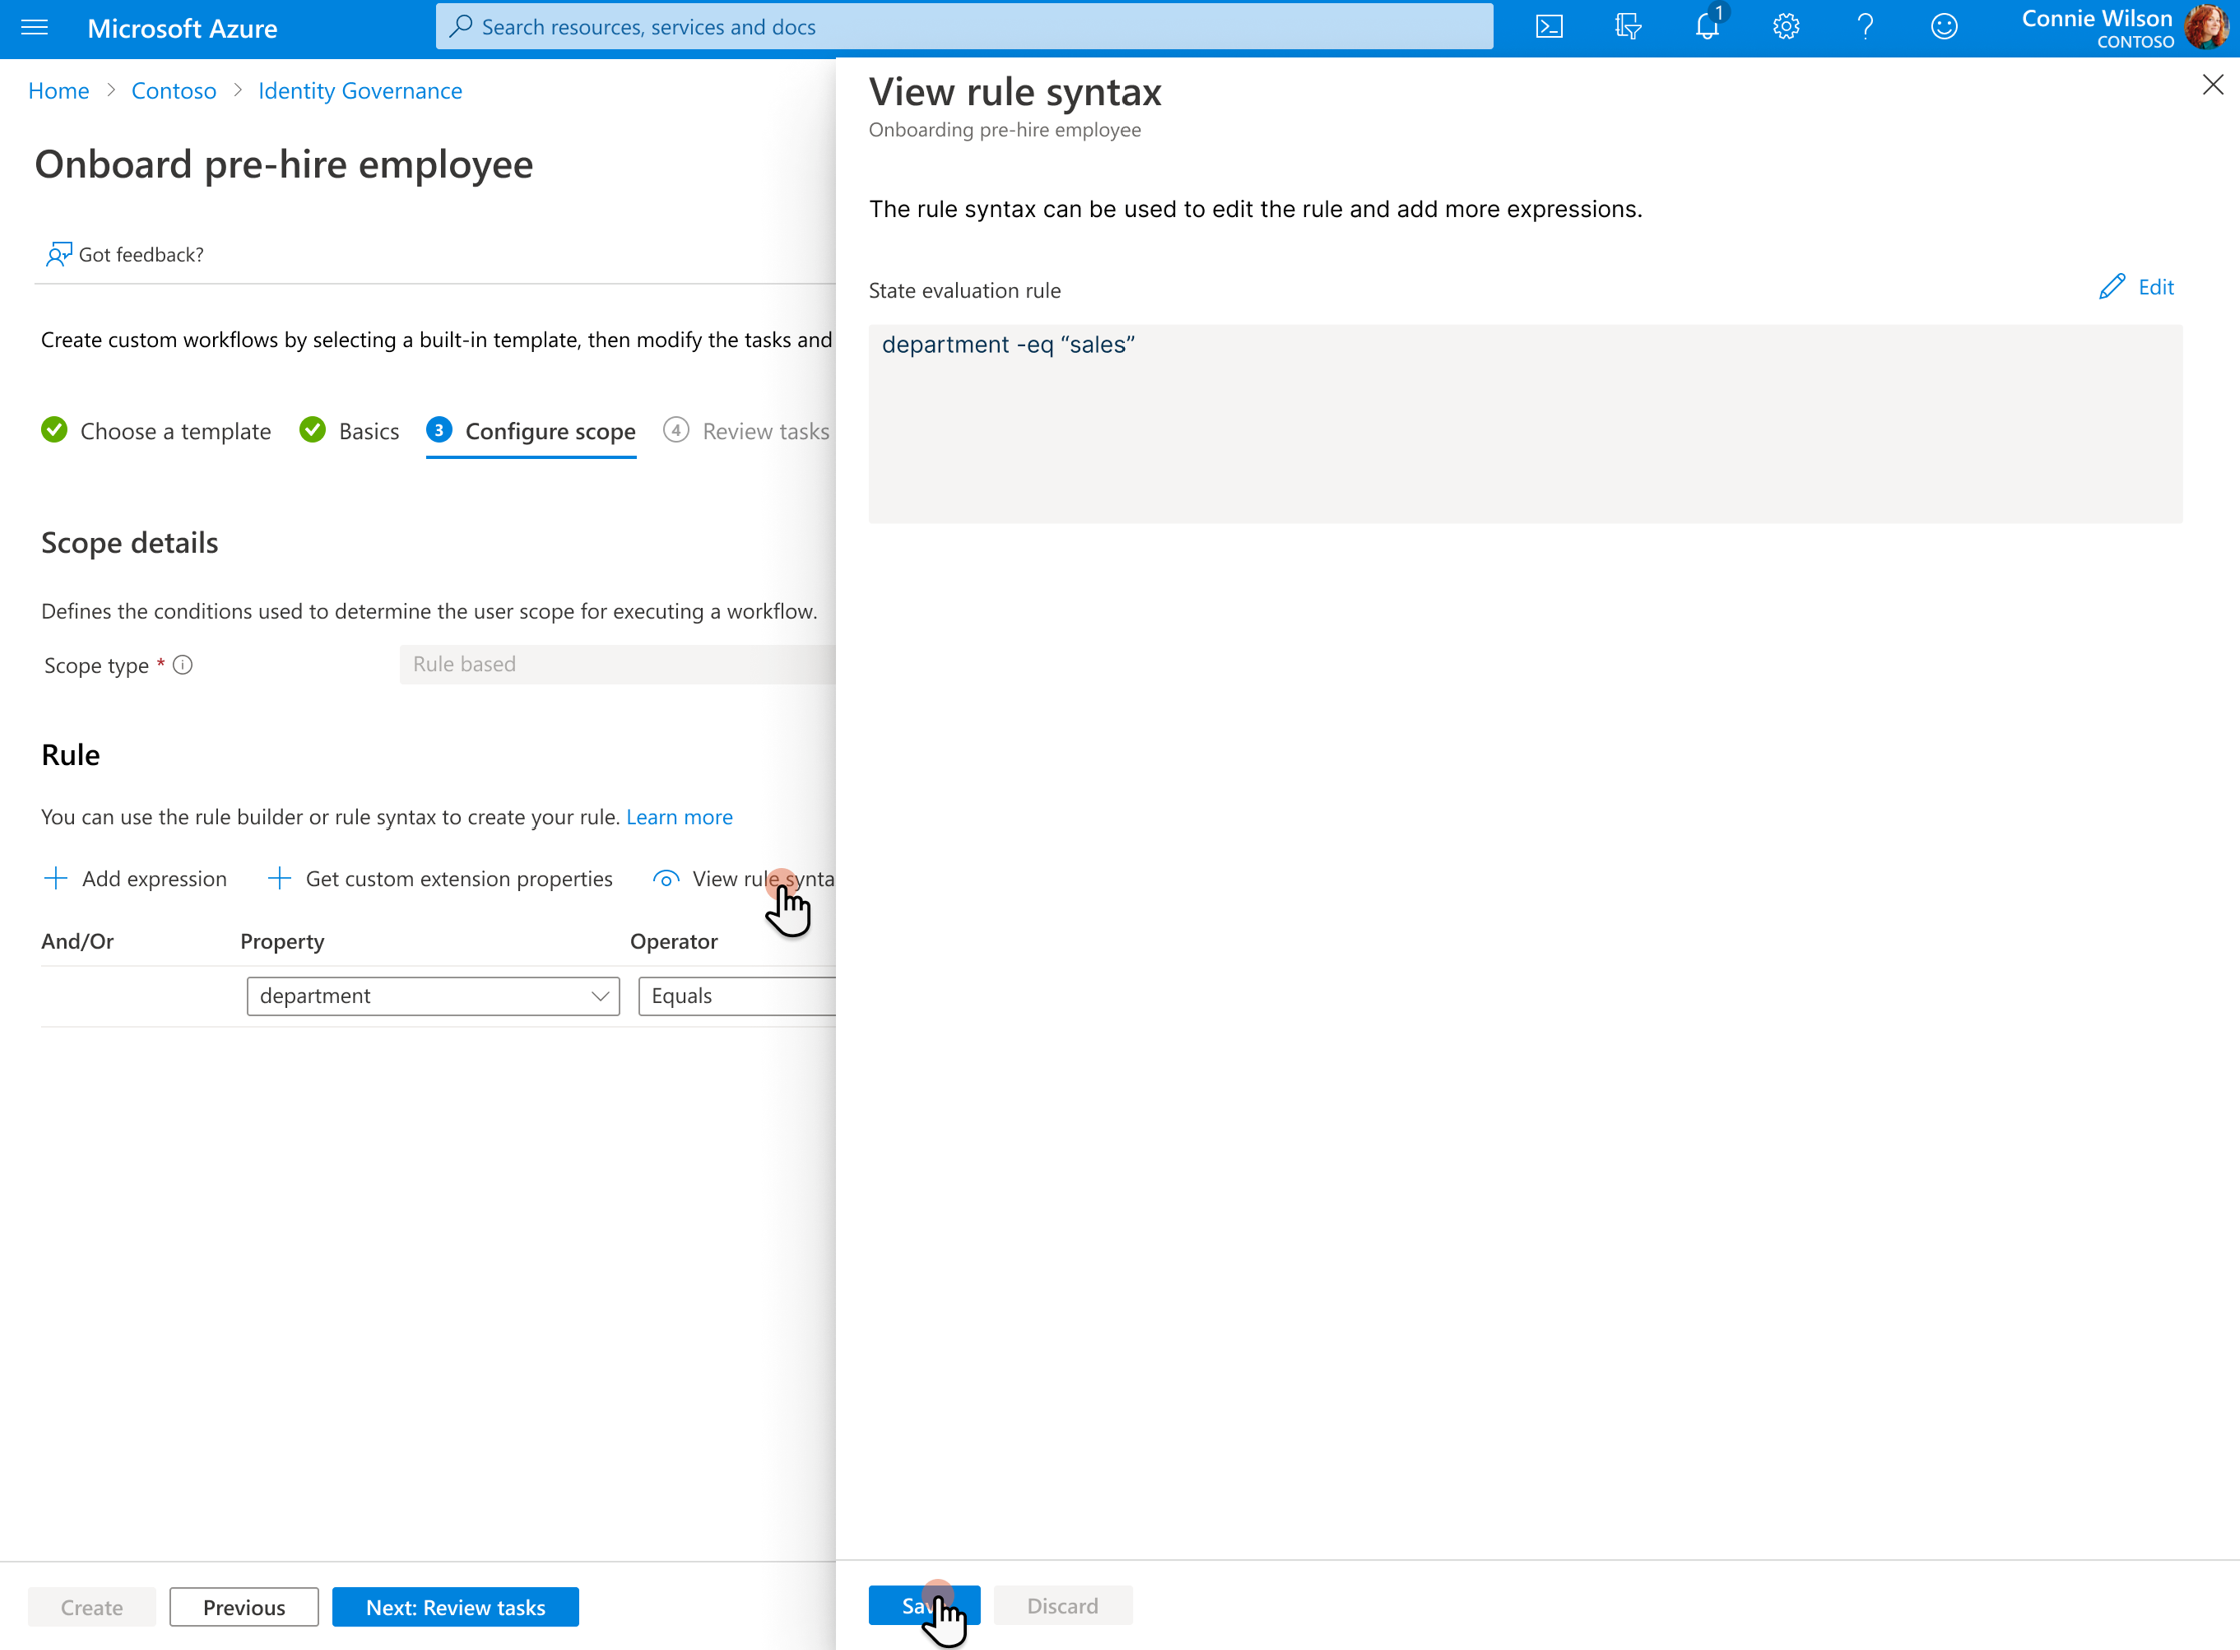 Microsoft Azure
Search resources, services and docs
1
Connie Wilson
CONTOSO
Home > Contoso > Identity Governance
Onboard pre-hire employee
Got feedback?
Create custom workflows by selecting a built-in template, then modify the tasks and
Choose a template
Basics
3 Configure scope
4 Review tasks
Scope details
Defines the conditions used to determine the user scope for executing a workflow.
Scope type *
Rule based
Rule
You can use the rule builder or rule syntax to create your rule. Learn more
Add expression
Get custom extension properties
View rule synta
And/Or
Property
Operator
department
Equals
Create
Previous
Next: Review tasks
View rule syntax
Onboarding pre-hire employee
The rule syntax can be used to edit the rule and add more expressions.
State evaluation rule
Edit
department -eq “sales”
Discard